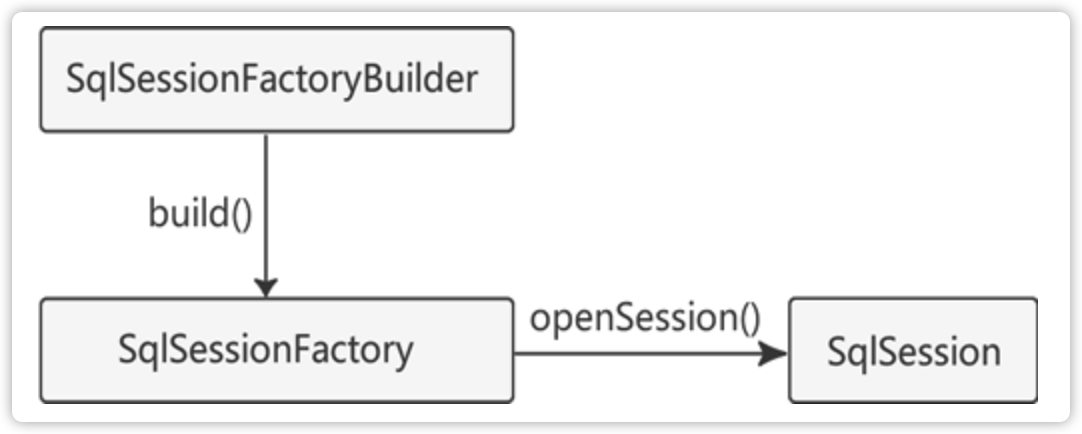 SqlSessionFactoryBuilder
build()
SqlSessionFactory
openSession()
SqlSession